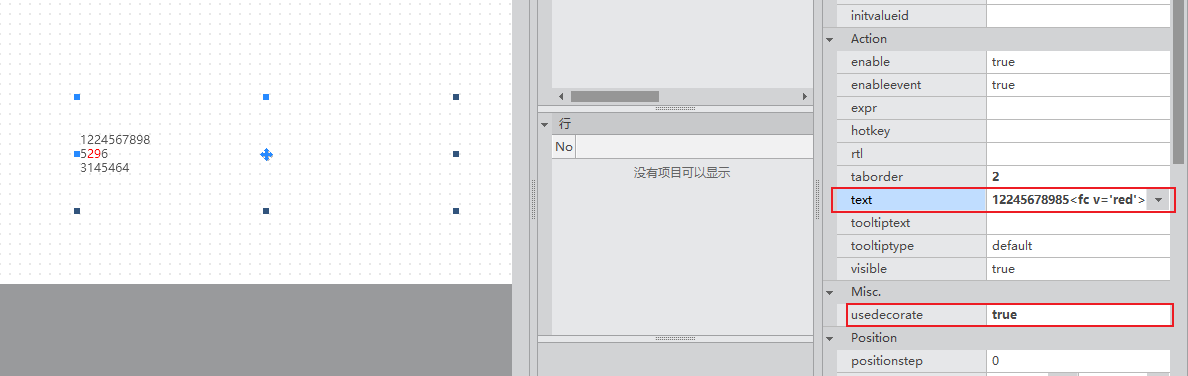 1224567898
5296
3145464
行
No
没有项目可以显示
initvalueid
Action
enable true
enableevent true
expr
hotkey
rtl
taborder 2
text 12245678985<fc v='red'>
tooltiptext
tooltiptype default
visible true
Misc.
usedecorate true
Position
positionstep 0